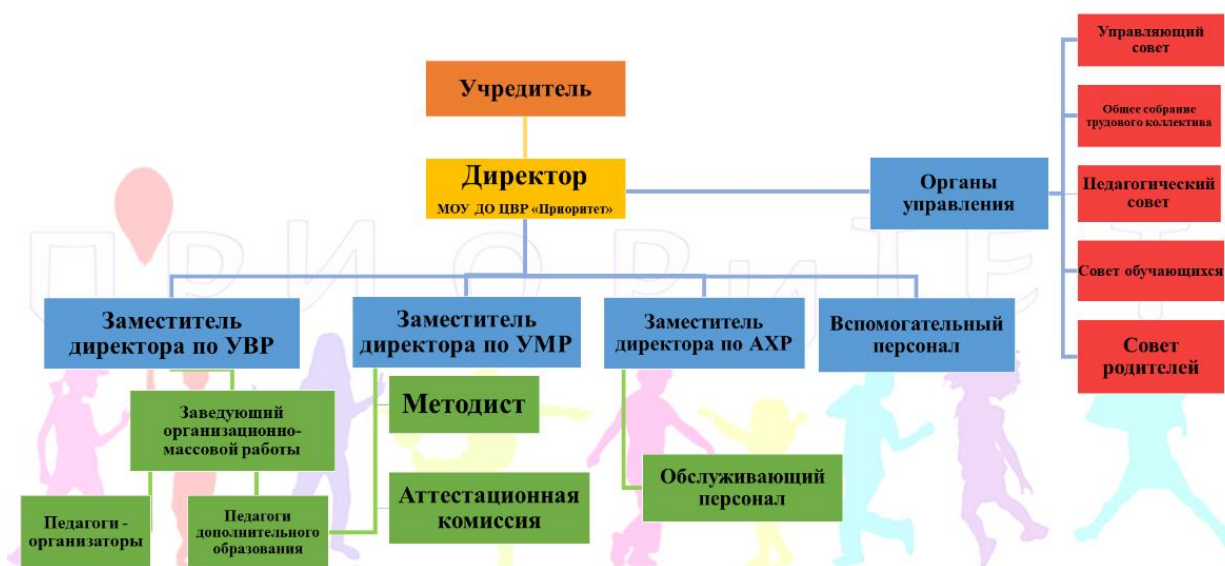 Учредитель
Директор
МОУ ДО ЦВР «Приоритет»
Органы
управления
Управляющий
совет
Общее собрание
трудового коллектива
Педагогический
совет
Совет обучающихся
Совет
родителей
ПРИОРиТЕТ
Заместитель
директора по УВР
Заместитель
директора по УМР
Заместитель
директора по АХР
Вспомогательный
персонал
Заведующий
организационно-
массовой работы
Педагоги -
организаторы
Педагоги
дополнительного
образования
Методист
Аттестационная
комиссия
Обслуживающий
персонал